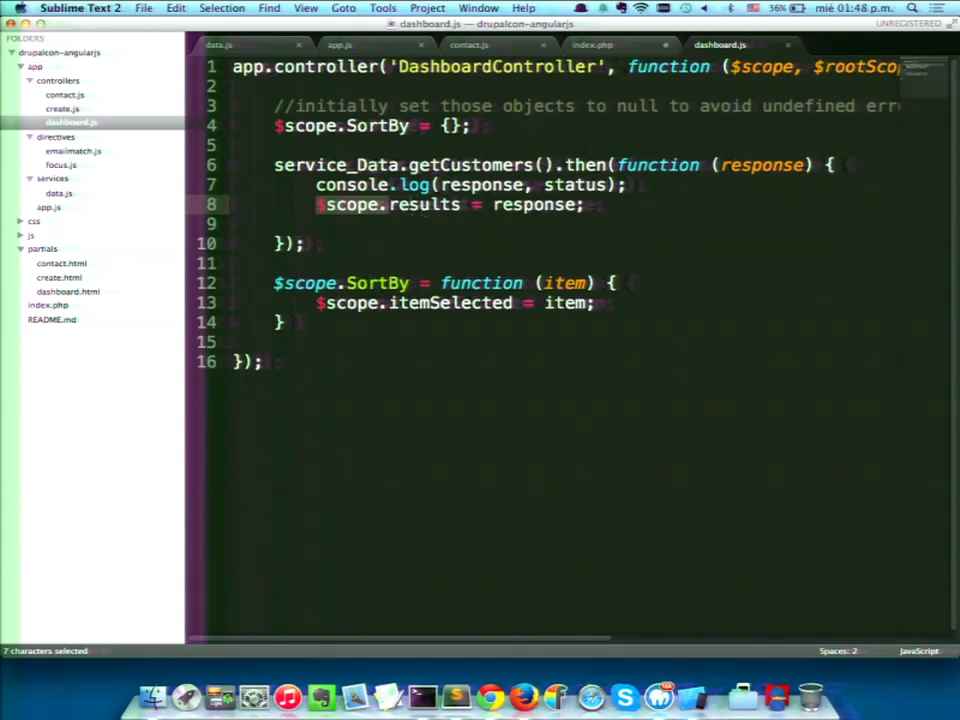 Sublime Text 2 File Edit Selection Find View Goto Tools Project Window Help 36% mié 01:48 p.m.
dashboard.js — drupalcon-angularjs
UNREGISTERED
FOLDERS
drupalcon-angularjs
app
controllers
contact.js
create.js
dashboard.js
directives
emailmatch.js
focus.js
services
data.js
app.js
css
js
partials
contact.html
create.html
dashboard.html
index.php
README.md
data.js app.js contact.js index.php dashboard.js
1 app.controller('DashboardController', function ($scope, $rootSco
2
3 //initially set those objects to null to avoid undefined erro
4 $scope.SortBy = {};
5
6 service_Data.getCustomers().then(function (response) {
7 console.log(response, status);
8 $scope.results = response;
9
10 });
11
12 $scope.SortBy = function (item) {
13 $scope.itemSelected = item;
14 }
15
16 });
7 characters selected
Spaces: 2
JavaScript